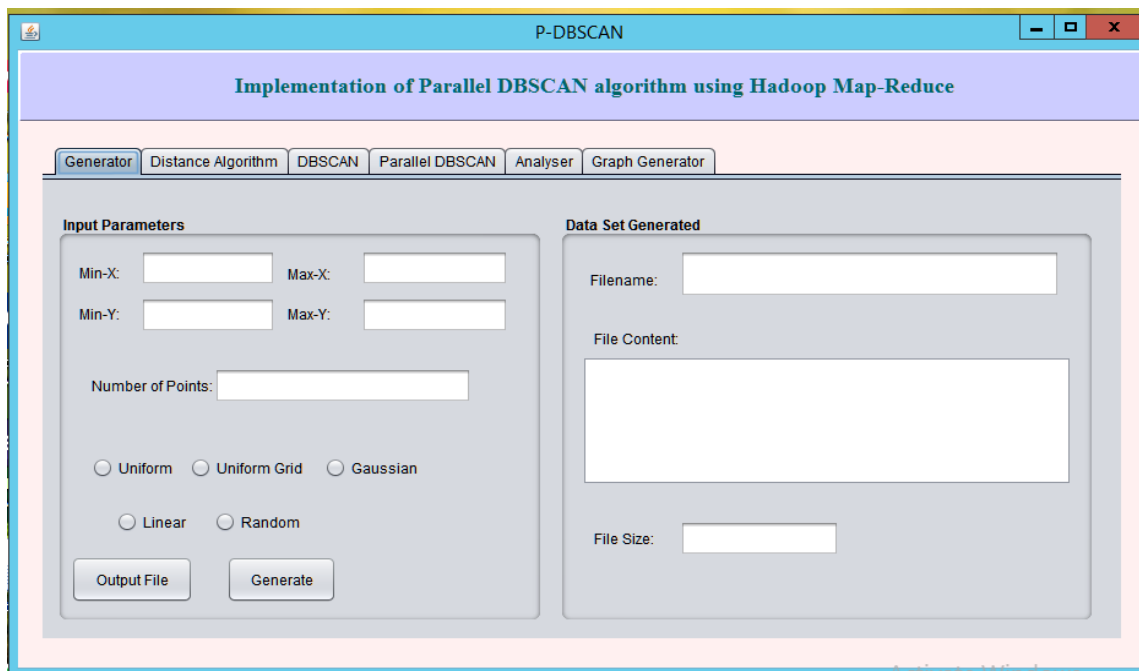 P-DBSCAN
Implementation of Parallel DBSCAN algorithm using Hadoop Map-Reduce
Generator Distance Algorithm DBSCAN Parallel DBSCAN Analyser Graph Generator
Input Parameters
Min-X: Max-X:
Min-Y: Max-Y:
Number of Points:
Uniform Uniform Grid Gaussian
Linear Random
Output File Generate
Data Set Generated
Filename:
File Content:
File Size: